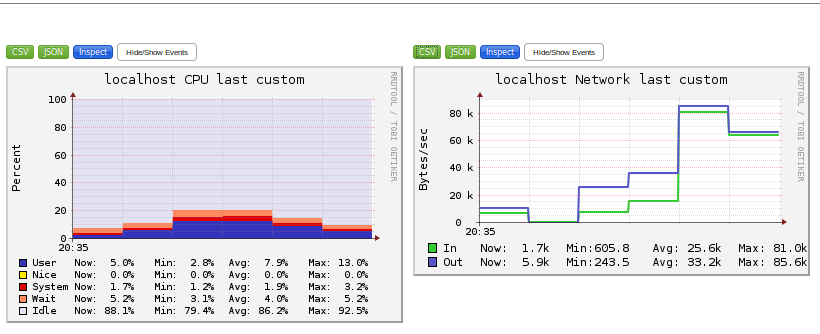 CSV JSON Inspect Hide/Show Events
localhost CPU last custom
RRDTOOL / TOBI OETIKER
Percent
100
80
60
40
20
0
20:35
User Now: 5.0% Min: 2.8% Avg: 7.9% Max: 13.0%
Nice Now: 0.0% Min: 0.0% Avg: 0.0% Max: 0.0%
System Now: 1.7% Min: 1.2% Avg: 1.9% Max: 3.2%
Wait Now: 5.2% Min: 3.1% Avg: 4.0% Max: 5.2%
Idle Now: 88.1% Min: 79.4% Avg: 86.2% Max: 92.5%
CSV JSON Inspect Hide/Show Events
localhost Network last custom
RRDTOOL / TOBI OETIKER
Bytes/sec
80 k
60 k
40 k
20 k
0
20:35
In Now: 1.7k Min:605.8 Avg: 25.6k Max: 81.0k
Out Now: 5.9k Min:243.5 Avg: 33.2k Max: 85.6k